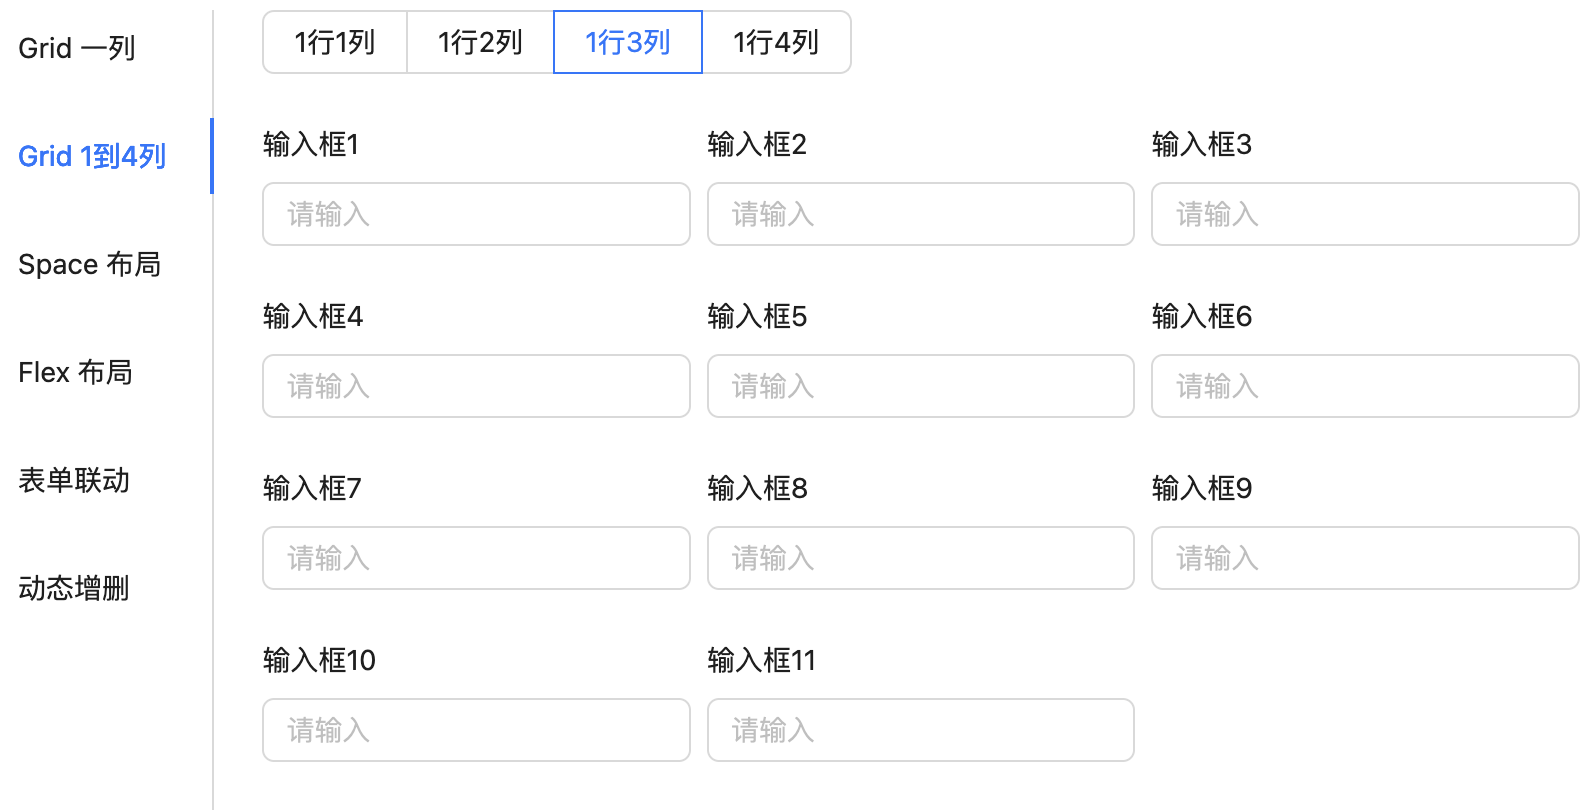 Grid 一列
Grid 1到4列
Space 布局
Flex 布局
表单联动
动态增删
1行1列 1行2列 1行3列 1行4列
输入框1 输入框2 输入框3
请输入 请输入 请输入
输入框4 输入框5 输入框6
请输入 请输入 请输入
输入框7 输入框8 输入框9
请输入 请输入 请输入
输入框10 输入框11
请输入 请输入